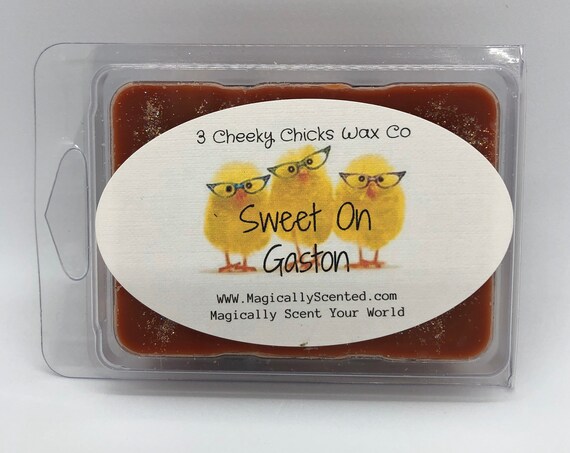 3 Cheeky Chicks Wax Co
Sweet On
Gaston
www.MagicallyScented.com
Magically Scent Your World